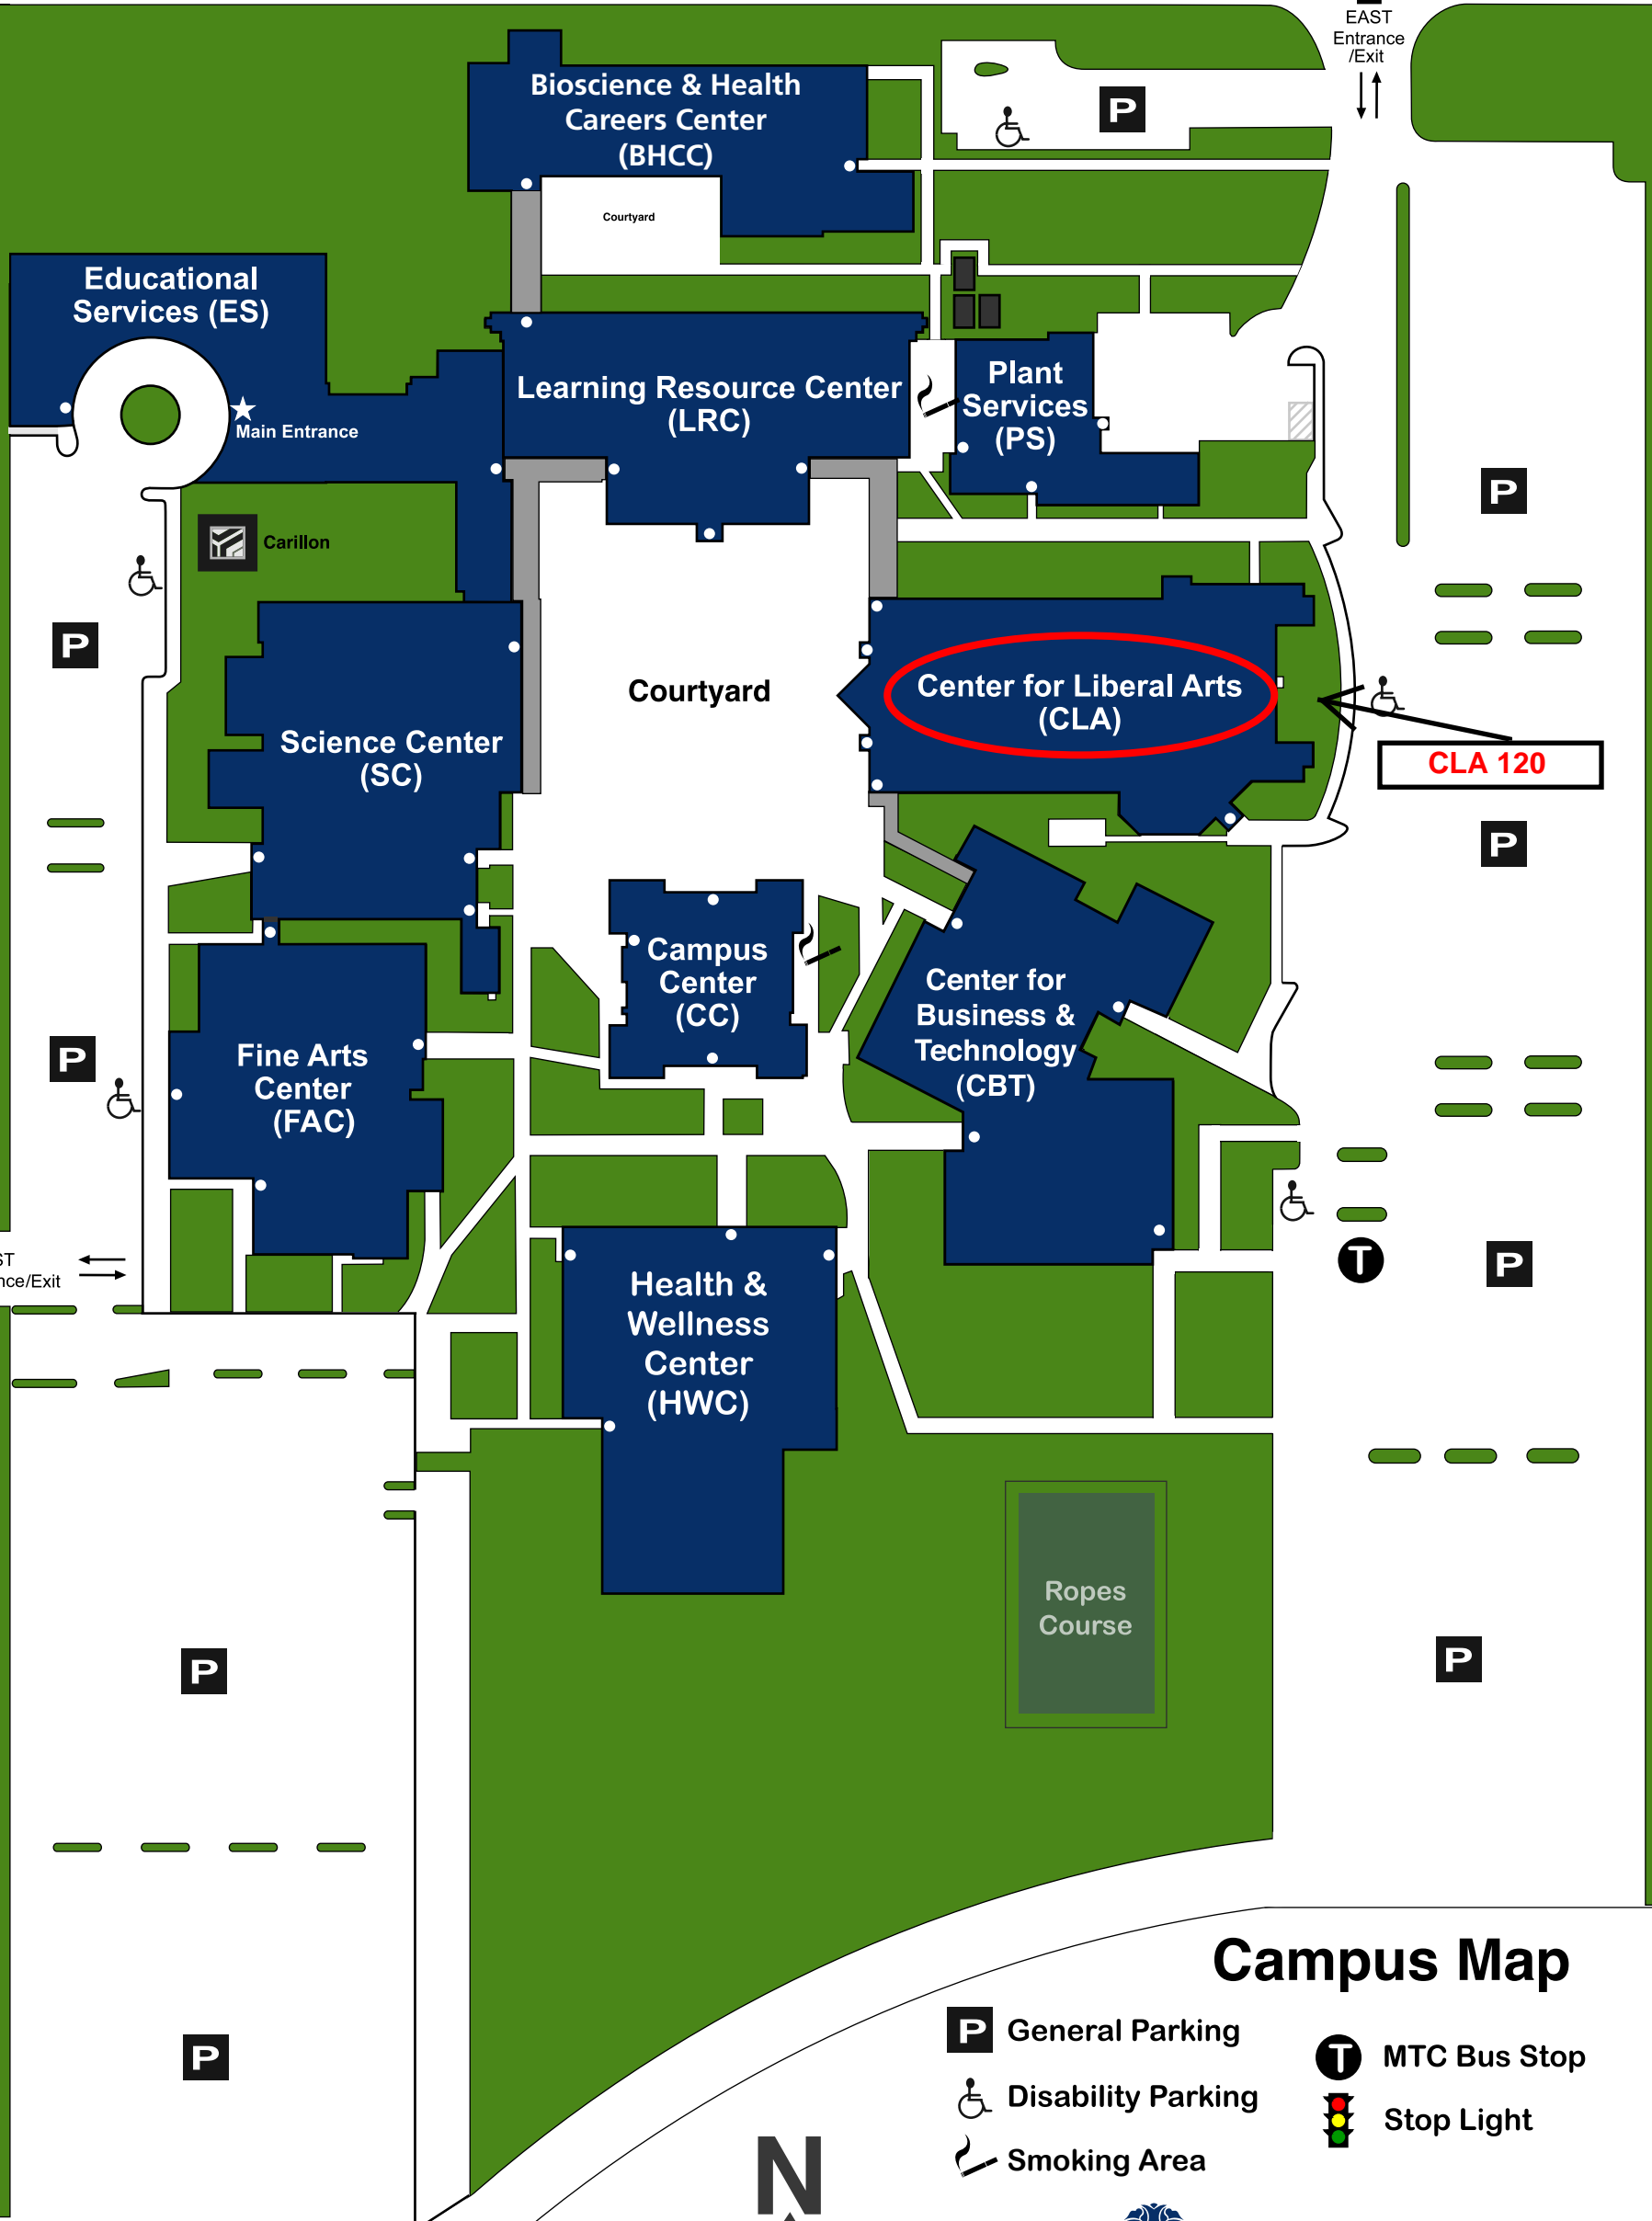 EAST
Entrance
/Exit
Bioscience & Health
Careers Center
(BHCC)
P
Courtyard
Educational
Services (ES)
Main Entrance
Learning Resource Center
(LRC)
Plant
Services
(PS)
P
Carillon
P
Courtyard
Center for Liberal Arts
(CLA)
CLA 120
Science Center
(SC)
P
Campus
Center
(CC)
Center for
Business &
Technology
(CBT)
Fine Arts
Center
(FAC)
P
ST
nce/Exit
T
P
Health &
Wellness
Center
(HWC)
Ropes
Course
P
P
P
Campus Map
P General Parking
T MTC Bus Stop
Disability Parking
Stop Light
Smoking Area
N